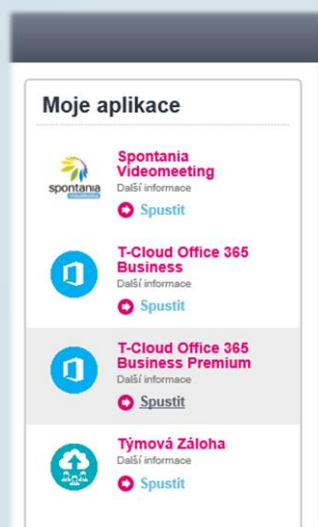 Moje aplikace
Spontania
Videomeeting
spontania
Další informace
Spustit
T-Cloud Office 365
Business
Další informace
Spustit
T-Cloud Office 365
Business Premium
Další informace
Spustit
Týmová Záloha
Další informace
Spustit